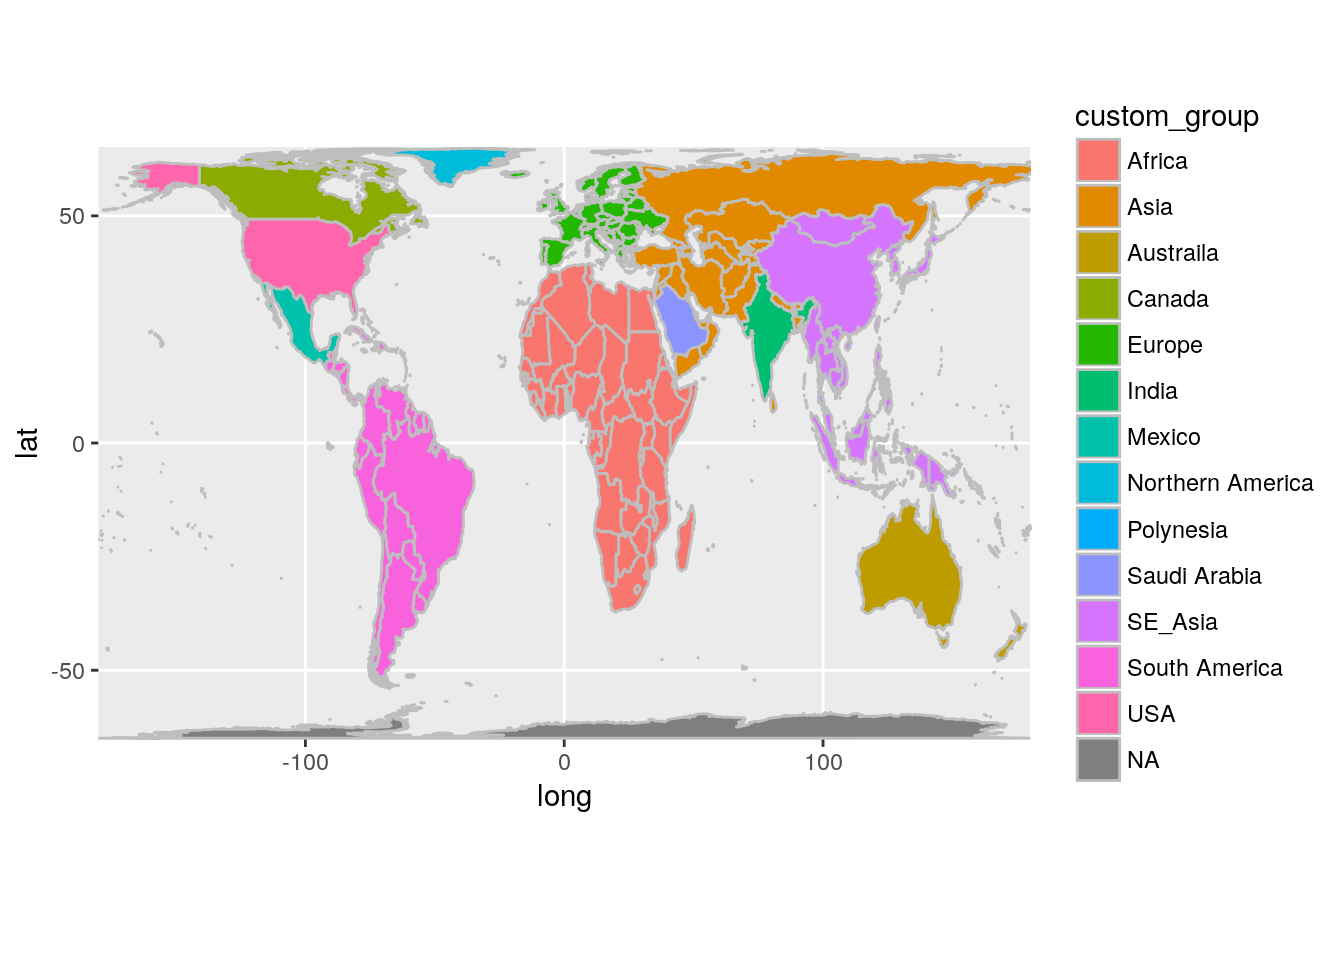 custom_group
Africa
Asia
Austraila
Canada
Europe
India
Mexico
Northern America
Polynesia
Saudi Arabia
SE_Asia
South America
USA
NA
lat
50
0
-50
-100
0
100
long